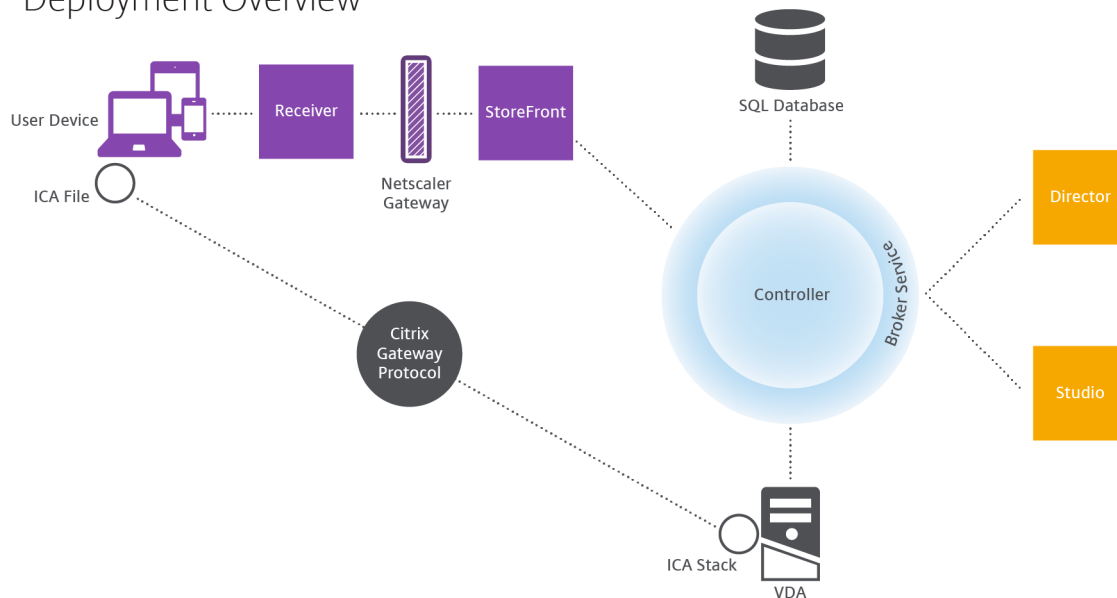 Deployment Overview
SQL Database
User Device
Receiver
StoreFront
Netscaler
Gateway
ICA File
Director
Broker Service
Controller
Citrix
Gateway
Protocol
Studio
ICA Stack
VDA